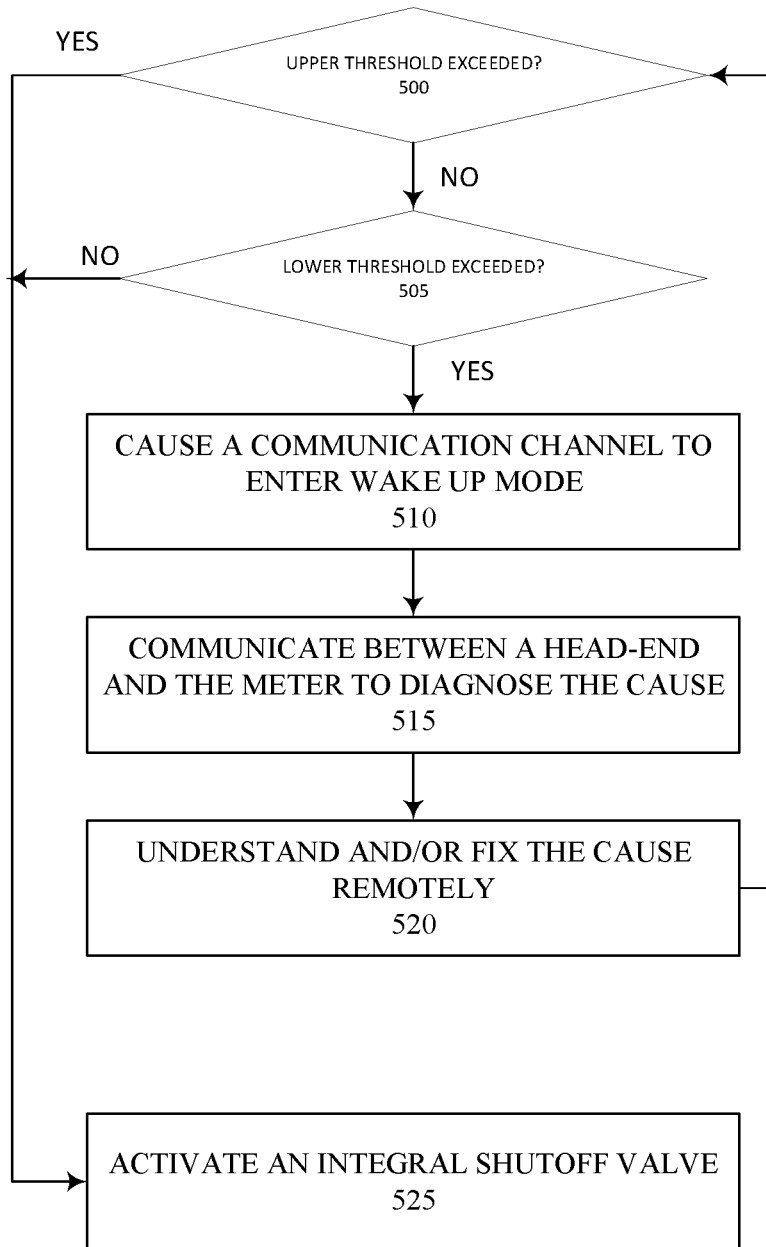 YES
UPPER THRESHOLD EXCEEDED?
500
NO
NO
LOWER THRESHOLD EXCEEDED?
505
YES
CAUSE A COMMUNICATION CHANNEL TO
ENTER WAKE UP MODE
510
COMMUNICATE BETWEEN A HEAD-END
AND THE METER TO DIAGNOSE THE CAUSE
515
UNDERSTAND AND/OR FIX THE CAUSE
REMOTELY
520
ACTIVATE AN INTEGRAL SHUTOFF VALVE
525